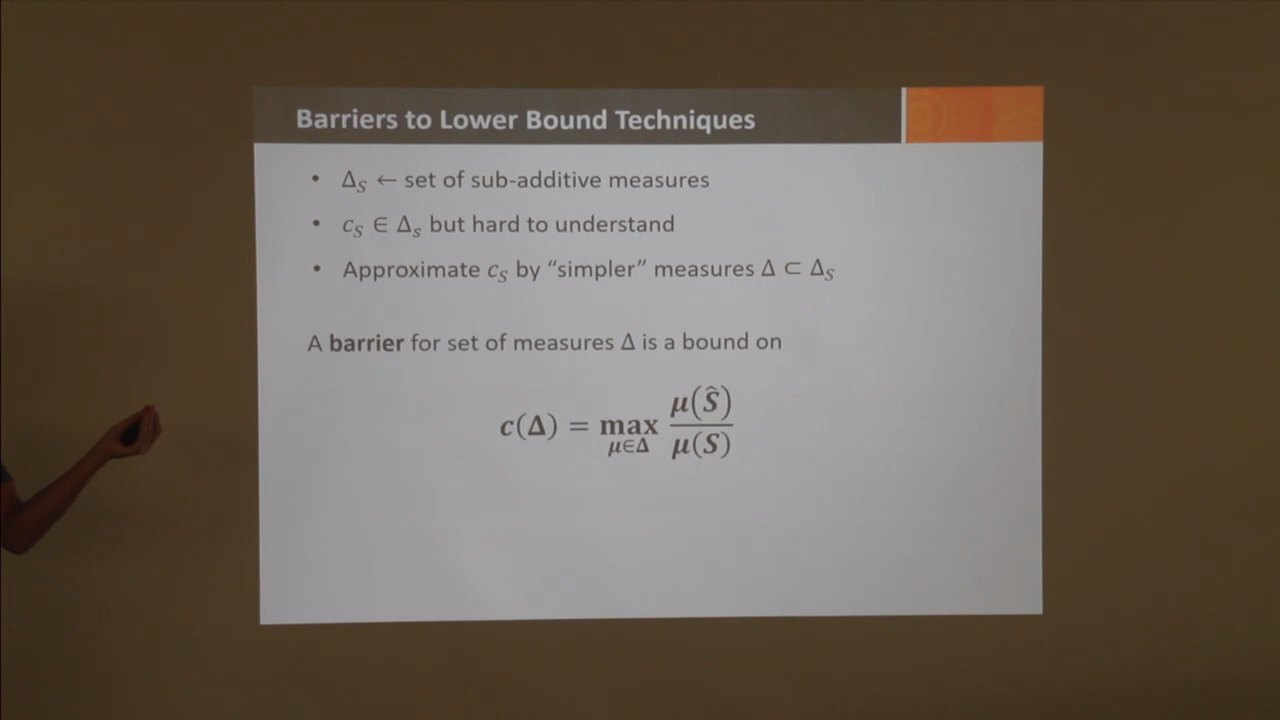 Barriers to Lower Bound Techniques
• Δ_S ← set of sub-additive measures
• c_S ∈ Δ_s but hard to understand
• Approximate c_S by “simpler” measures Δ ⊂ Δ_S
A barrier for set of measures Δ is a bound on
c(Δ) = max_{μ∈Δ} μ(Ŝ) / μ(S)